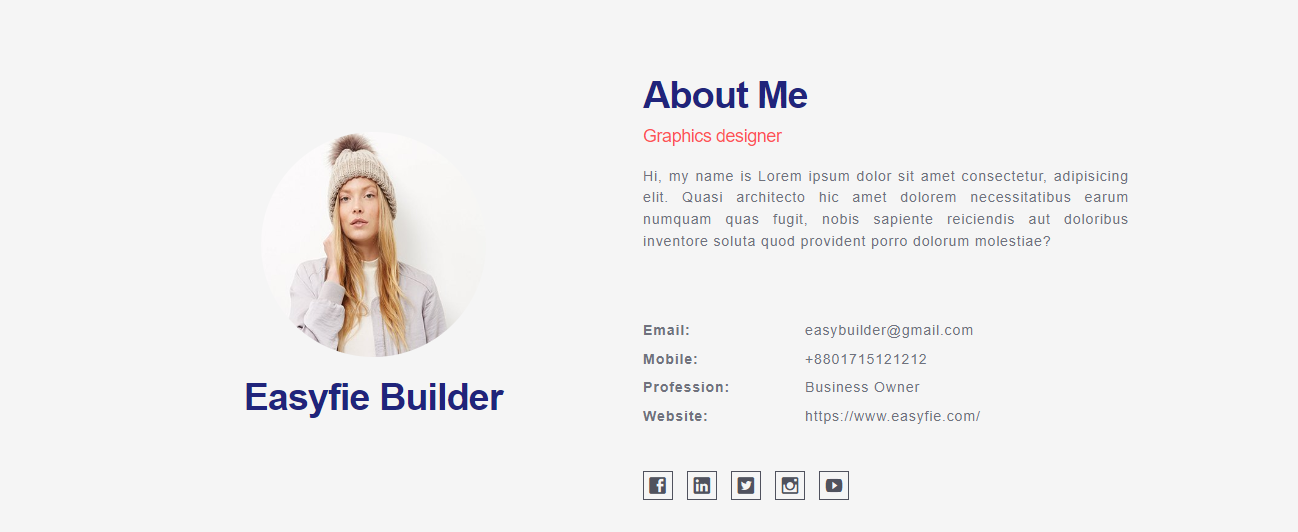 About Me
Graphics designer
Hi, my name is Lorem ipsum dolor sit amet consectetur, adipisicing
elit. Quasi architecto hic amet dolorem necessitatibus earum
numquam quas fugit, nobis sapiente reiciendis aut doloribus
inventore soluta quod provident porro dolorum molestiae?
Easyfie Builder
Email: easybuilder@gmail.com
Mobile: +8801715121212
Profession: Business Owner
Website: https://www.easyfie.com/